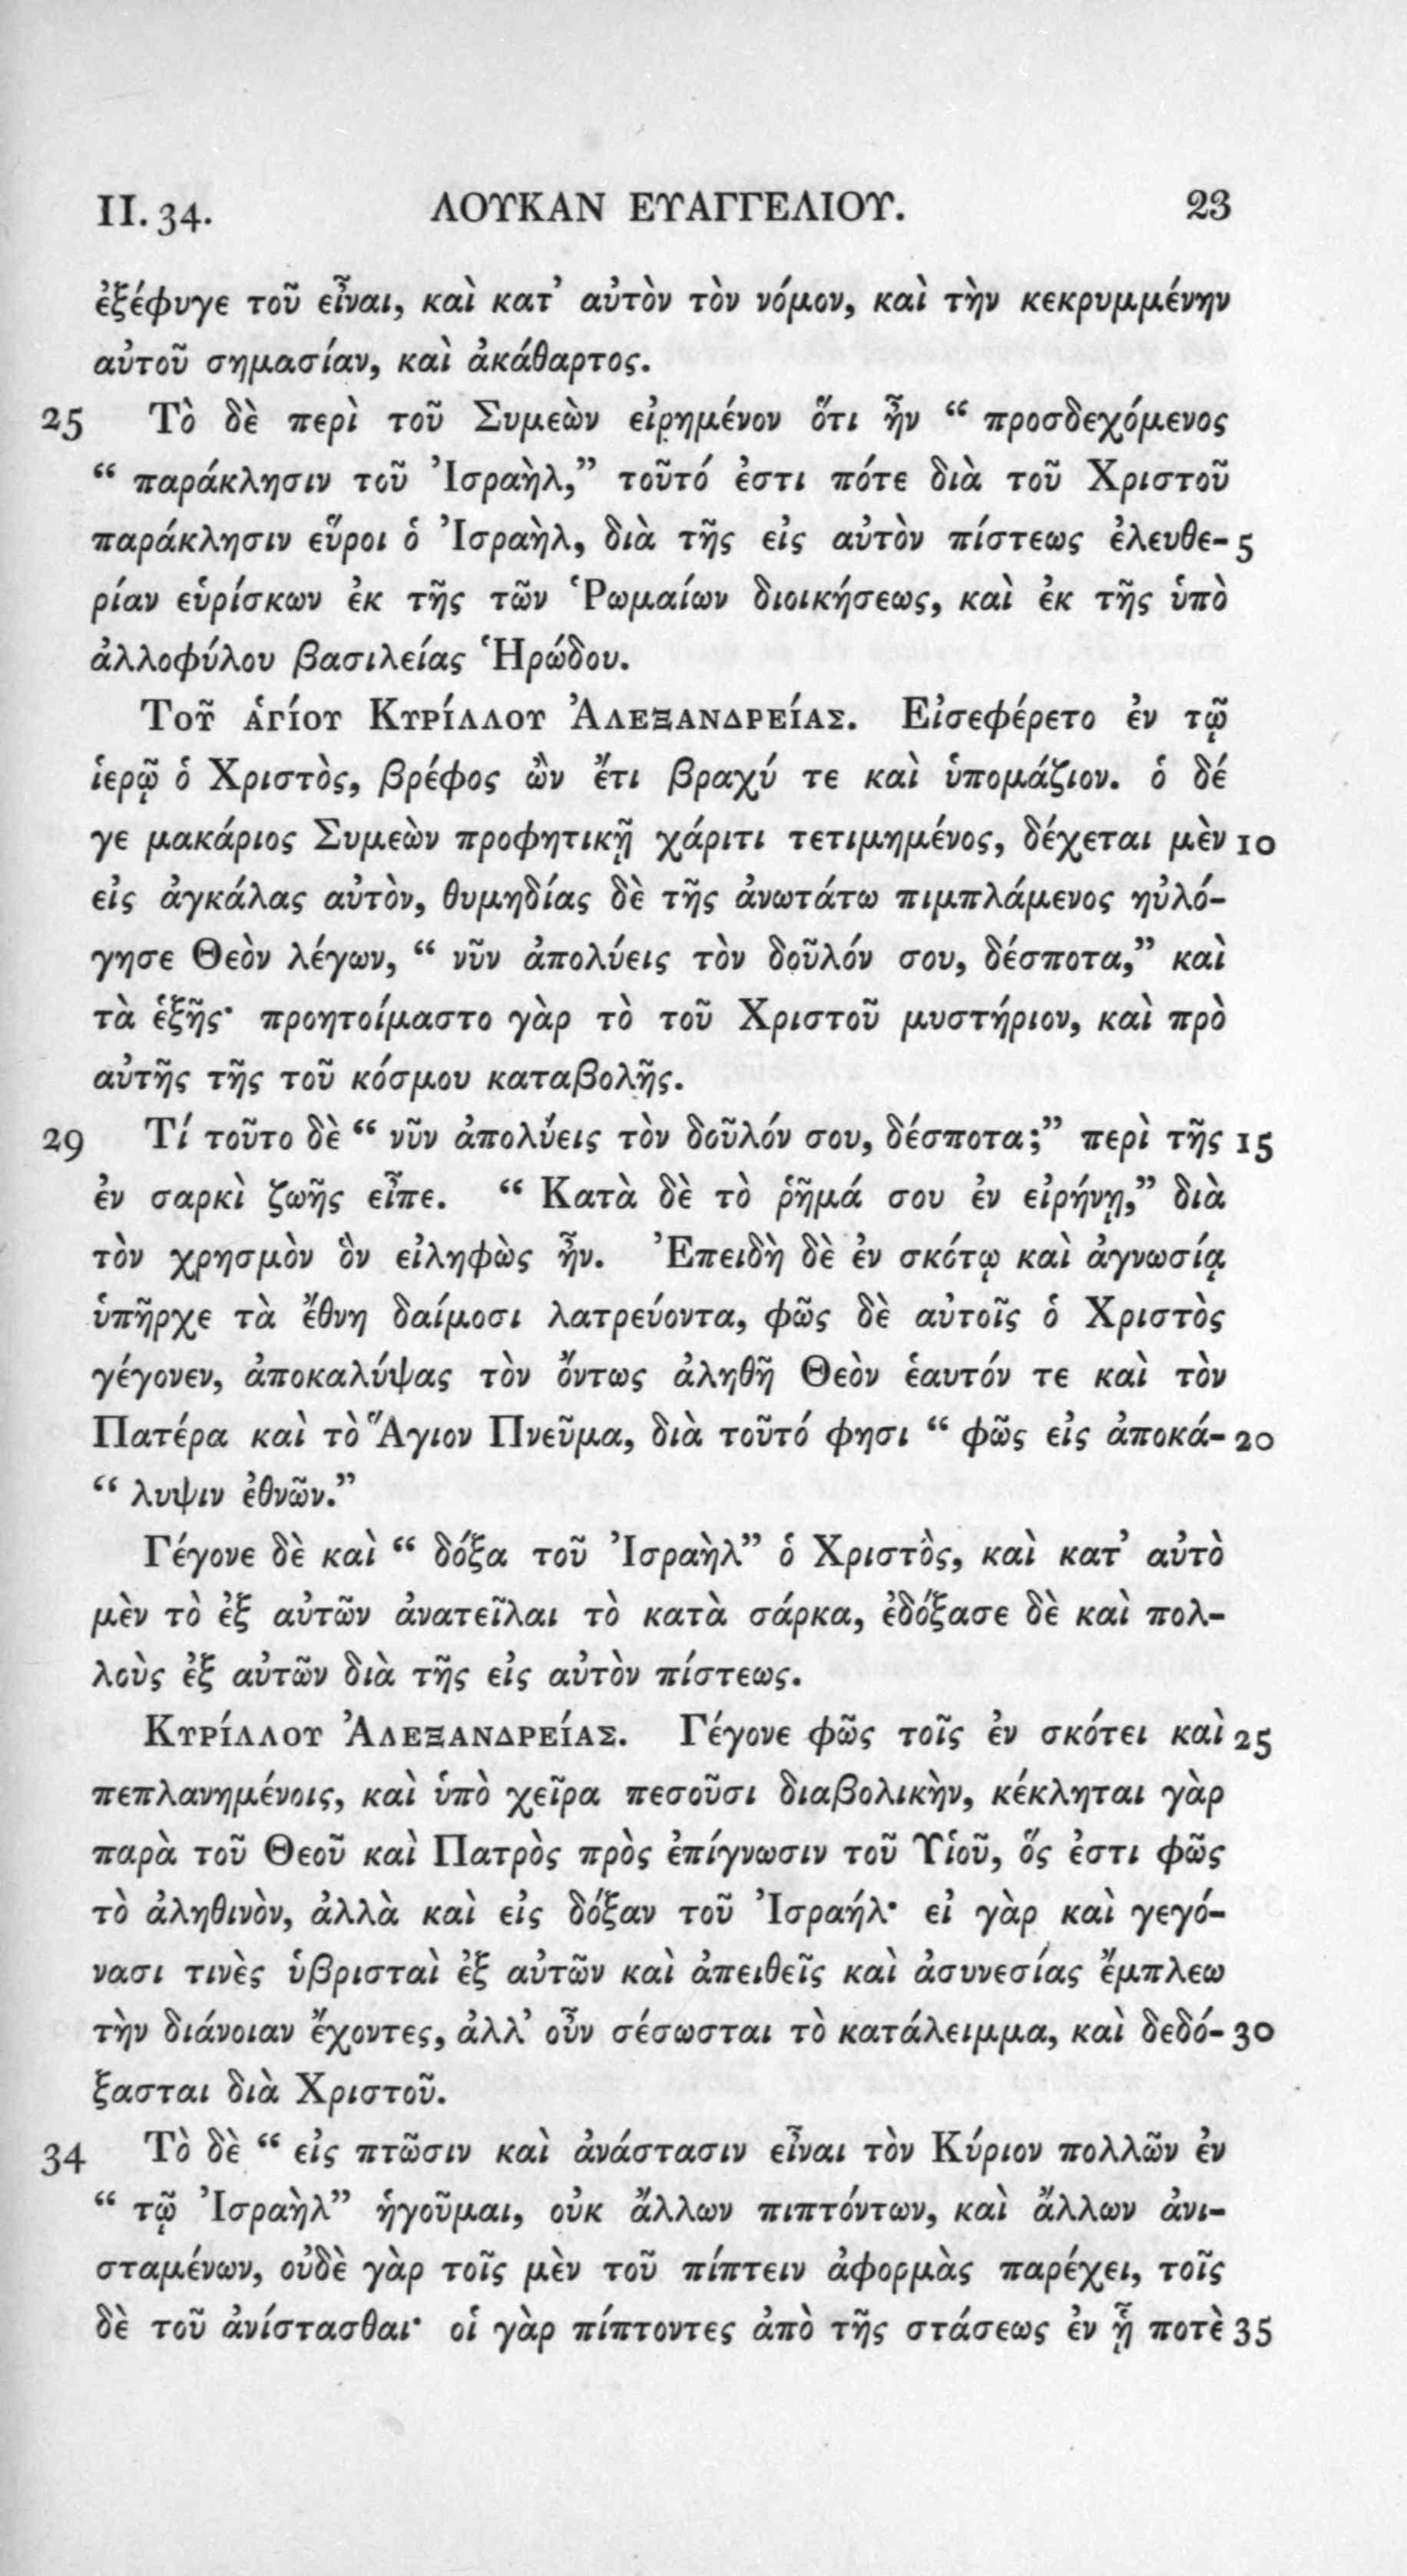 II. 34. ΛΟΥΚΑΝ ΕΥΑΓΓΕΛΙΟΥ. 23
ἐξέφυγε τοῦ εἶναι, καὶ κατ’ αὐτὸν τὸν νόμον, καὶ τὴν κεκρυμμένην
αὐτοῦ σημασίαν, καὶ ἀκάθαρτος.
25 Τὸ δὲ περὶ τοῦ Συμεὼν εἰρημένον ὅτι ἦν “ προσδεχόμενος
“ παράκλησιν τοῦ Ἰσραὴλ,” τοῦτό ἐστι πότε διὰ τοῦ Χριστοῦ
παράκλησιν εὕροι ὁ Ἰσραὴλ, διὰ τῆς εἰς αὐτὸν πίστεως ἐλευθε- 5
ρίαν εὑρίσκων ἐκ τῆς τῶν Ῥωμαίων διοικήσεως, καὶ ἐκ τῆς ὑπὸ
ἀλλοφύλου βασιλείας Ἡρώδου.
ΤΟΥ͂ ἉΓΊΟΥ ΚΥΡΊΛΛΟΥ ἈΛΕΞΑΝΔΡΕΊΑΣ. Εἰσεφέρετο ἐν τῷ
ἱερῷ ὁ Χριστὸς, βρέφος ὢν ἔτι βραχύ τε καὶ ὑπομάζιον. ὁ δέ
γε μακάριος Συμεὼν προφητικῇ χάριτι τετιμημένος, δέχεται μὲν 10
εἰς ἀγκάλας αὐτὸν, θυμηδίας δὲ τῆς ἀνωτάτω πιμπλάμενος ηὐλό-
γησε Θεὸν λέγων, “ νῦν ἀπολύεις τὸν δοῦλόν σου, δέσποτα,” καὶ
τὰ ἑξῆς· προητοίμαστο γὰρ τὸ τοῦ Χριστοῦ μυστήριον, καὶ πρὸ
αὐτῆς τῆς τοῦ κόσμου καταβολῆς.
29 Τί τοῦτο δὲ “ νῦν ἀπολύεις τὸν δοῦλόν σου, δέσποτα;” περὶ τῆς 15
ἐν σαρκὶ ζωῆς εἶπε. “ Κατὰ δὲ τὸ ῥῆμά σου ἐν εἰρήνῃ,” διὰ
τὸν χρησμὸν ὃν εἰληφὼς ἦν. Ἐπειδὴ δὲ ἐν σκότῳ καὶ ἀγνωσίᾳ
ὑπῆρχε τὰ ἔθνη δαίμοσι λατρεύοντα, φῶς δὲ αὐτοῖς ὁ Χριστὸς
γέγονεν, ἀποκαλύψας τὸν ὄντως ἀληθῆ Θεὸν ἑαυτόν τε καὶ τὸν
Πατέρα καὶ τὸ Ἅγιον Πνεῦμα, διὰ τοῦτό φησι “ φῶς εἰς ἀποκά- 20
“ λυψιν ἐθνῶν.”
Γέγονε δὲ καὶ “ δόξα τοῦ Ἰσραὴλ” ὁ Χριστὸς, καὶ κατ’ αὐτὸ
μὲν τὸ ἐξ αὐτῶν ἀνατεῖλαι τὸ κατὰ σάρκα, ἐδόξασε δὲ καὶ πολ-
λοὺς ἐξ αὐτῶν διὰ τῆς εἰς αὐτὸν πίστεως.
ΚΥΡΊΛΛΟΥ ἈΛΕΞΑΝΔΡΕΊΑΣ. Γέγονε φῶς τοῖς ἐν σκότει καὶ 25
πεπλανημένοις, καὶ ὑπὸ χεῖρα πεσοῦσι διαβολικὴν, κέκληται γὰρ
παρὰ τοῦ Θεοῦ καὶ Πατρὸς πρὸς ἐπίγνωσιν τοῦ Υἱοῦ, ὅς ἐστι φῶς
τὸ ἀληθινὸν, ἀλλὰ καὶ εἰς δόξαν τοῦ Ἰσραήλ· εἰ γὰρ καὶ γεγό-
νασι τινὲς ὑβρισταὶ ἐξ αὐτῶν καὶ ἀπειθεῖς καὶ ἀσυνεσίας ἔμπλεω
τὴν διάνοιαν ἔχοντες, ἀλλ’ οὖν σέσωσται τὸ κατάλειμμα, καὶ δεδό- 30
ξασται διὰ Χριστοῦ.
34 Τὸ δὲ “ εἰς πτῶσιν καὶ ἀνάστασιν εἶναι τὸν Κύριον πολλῶν ἐν
“ τῷ Ἰσραὴλ” ἡγοῦμαι, οὐκ ἄλλων πιπτόντων, καὶ ἄλλων ἀνι-
σταμένων, οὐδὲ γὰρ τοῖς μὲν τοῦ πίπτειν ἀφορμὰς παρέχει, τοῖς
δὲ τοῦ ἀνίστασθαι· οἱ γὰρ πίπτοντες ἀπὸ τῆς στάσεως ἐν ᾗ ποτὲ 35